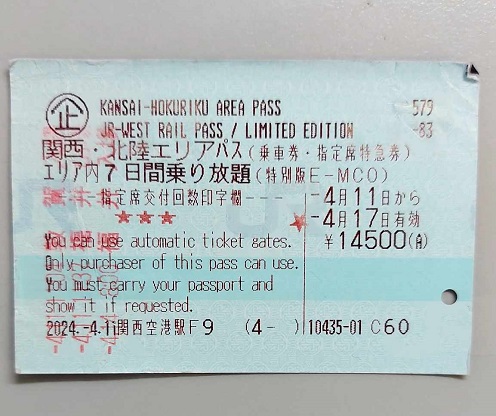 企 KANSAI-HOKURIKU AREA PASS 579
JR-WEST RAIL PASS / LIMITED EDITION -83
関西・北陸エリアパス(乗車券・指定席特急券)
エリア内7日間乗り放題(特別版E-MCO)
---指定席交付回数印字欄--- -4月11日から
★★★ ★ -4月17日有効
You can use automatic ticket gates. ¥14500(A)
Only purchaser of this pass can use.
You must carry your passport and
show it if requested.
2024.-4.11関西空港駅F9 (4- ) 10435-01 C60